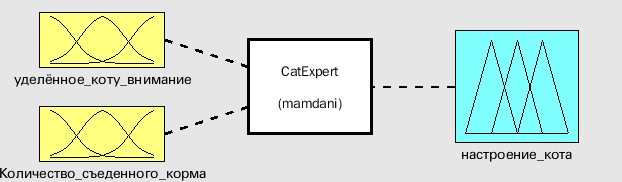 уделённое_коту_внимание
CatExpert
(mamdani)
Количество_съеденного_корма
настроение_кота